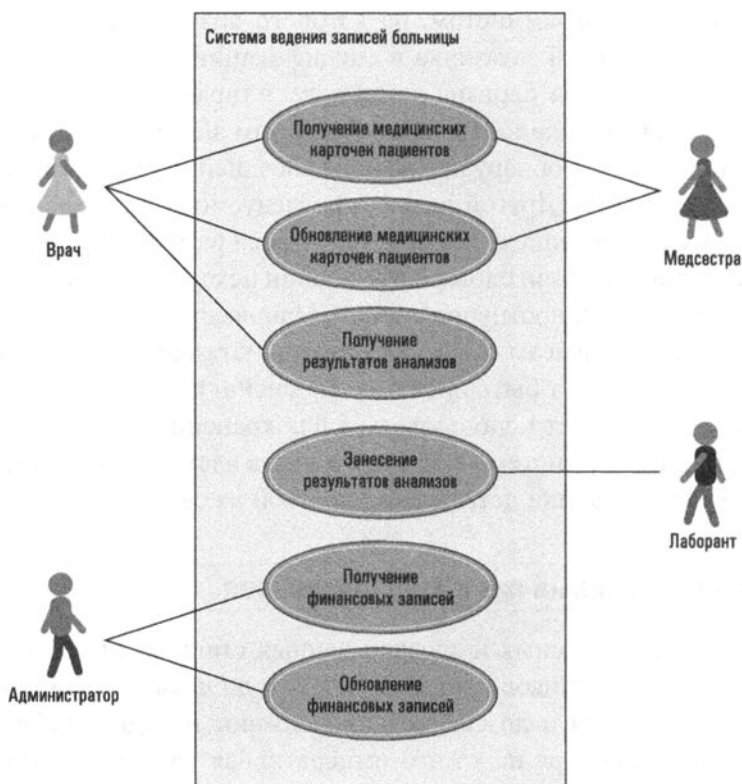 Система ведения записей больницы
Получение медицинских
карточек пациентов
Врач
Медсестра
Обновление медицинских
карточек пациентов
Получение
результатов анализов
Занесение
результатов анализов
Лаборант
Получение
финансовых записей
Администратор
Обновление
финансовых записей